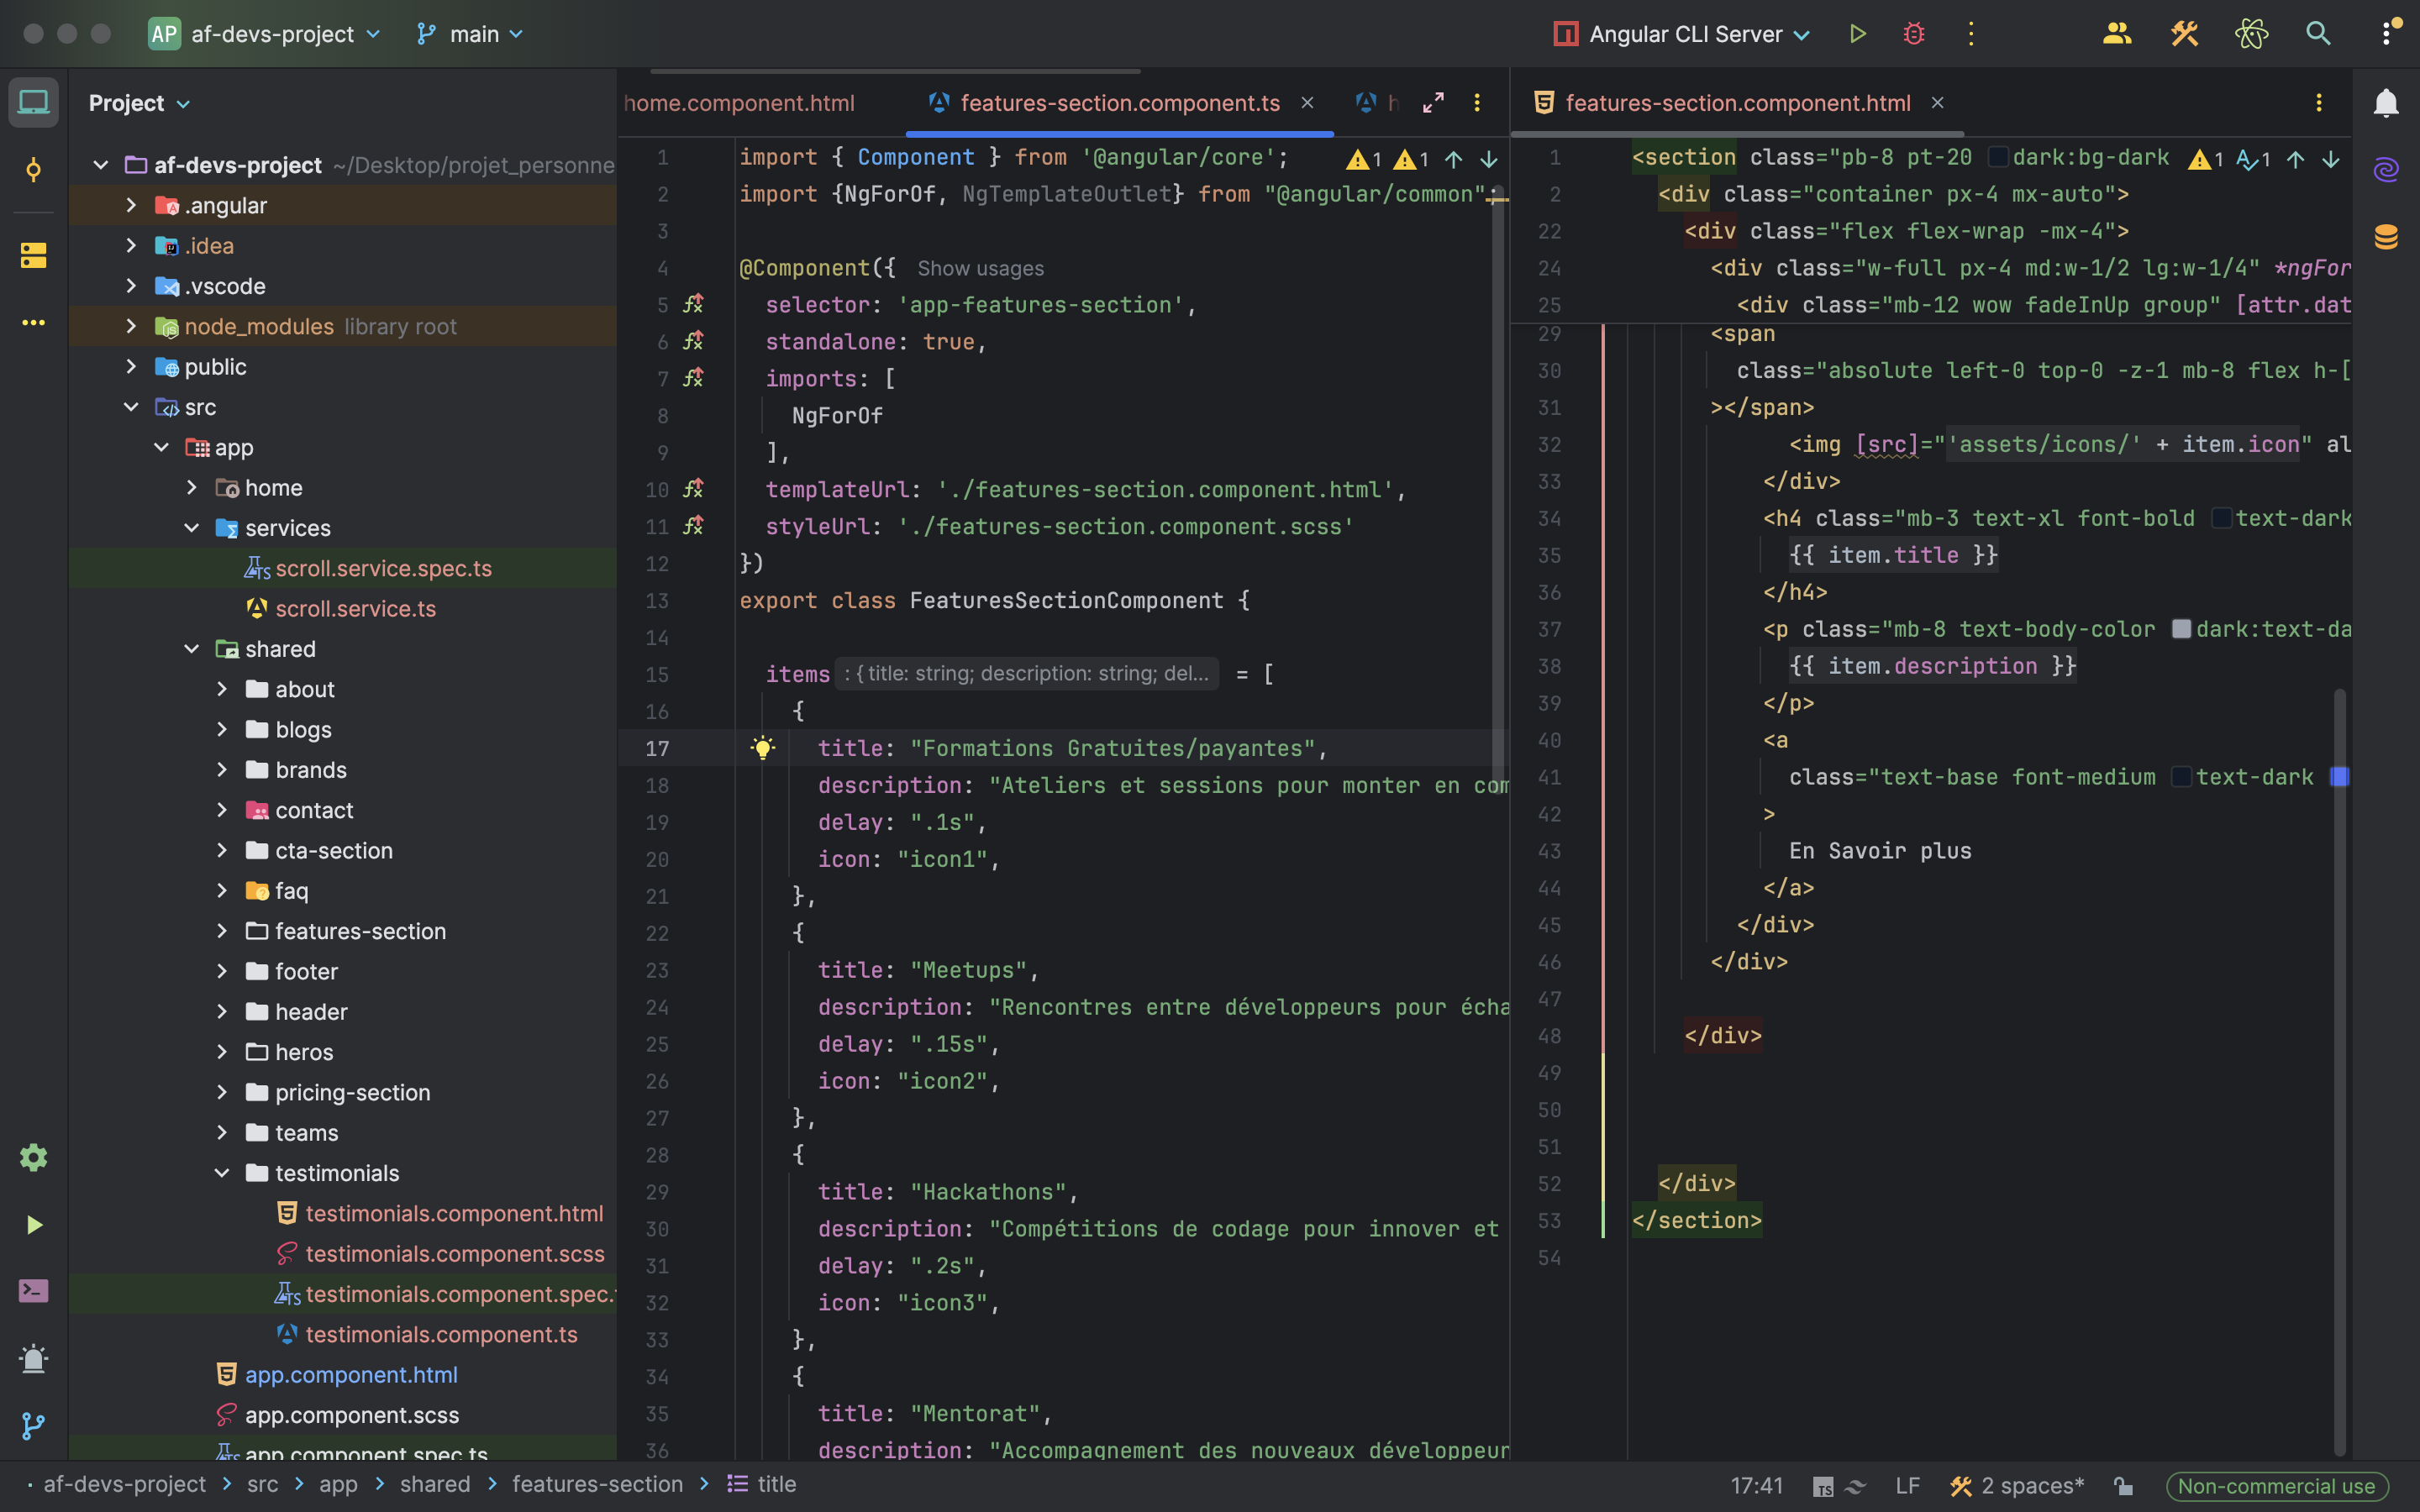 AP af-devs-project main Angular CLI Server
Project
af-devs-project ~/Desktop/projet_personne
.angular
.idea
.vscode
node_modules library root
public
src
app
home
services
scroll.service.spec.ts
scroll.service.ts
shared
about
blogs
brands
contact
cta-section
faq
features-section
footer
header
heros
pricing-section
teams
testimonials
testimonials.component.html
testimonials.component.scss
testimonials.component.spec.
testimonials.component.ts
app.component.html
app.component.scss
app.component.spec.ts
home.component.html features-section.component.ts h
1 import { Component } from '@angular/core'; 1 1
2 import {NgForOf, NgTemplateOutlet} from "@angular/common";
3
4 @Component({ Show usages
5 selector: 'app-features-section',
6 standalone: true,
7 imports: [
8 NgForOf
9 ],
10 templateUrl: './features-section.component.html',
11 styleUrl: './features-section.component.scss'
12 })
13 export class FeaturesSectionComponent {
14
15 items : { title: string; description: string; del... = [
16 {
17 title: "Formations Gratuites/payantes",
18 description: "Ateliers et sessions pour monter en com
19 delay: ".1s",
20 icon: "icon1",
21 },
22 {
23 title: "Meetups",
24 description: "Rencontres entre développeurs pour écha
25 delay: ".15s",
26 icon: "icon2",
27 },
28 {
29 title: "Hackathons",
30 description: "Compétitions de codage pour innover et
31 delay: ".2s",
32 icon: "icon3",
33 },
34 {
35 title: "Mentorat",
36 description: "Accompagnement des nouveaux développeur
features-section.component.html
1 <section class="pb-8 pt-20 dark:bg-dark 1 1
2 <div class="container px-4 mx-auto">
22 <div class="flex flex-wrap -mx-4">
24 <div class="w-full px-4 md:w-1/2 lg:w-1/4" *ngFor
25 <div class="mb-12 wow fadeInUp group" [attr.dat
29 <span
30 class="absolute left-0 top-0 -z-1 mb-8 flex h-[
31 ></span>
32 <img [src]="'assets/icons/' + item.icon" al
33 </div>
34 <h4 class="mb-3 text-xl font-bold text-dark
35 {{ item.title }}
36 </h4>
37 <p class="mb-8 text-body-color dark:text-da
38 {{ item.description }}
39 </p>
40 <a
41 class="text-base font-medium text-dark
42 >
43 En Savoir plus
44 </a>
45 </div>
46 </div>
47
48 </div>
49
50
51
52 </div>
53 </section>
54
af-devs-project > src > app > shared > features-section > title
17:41 TS LF 2 spaces* Non-commercial use